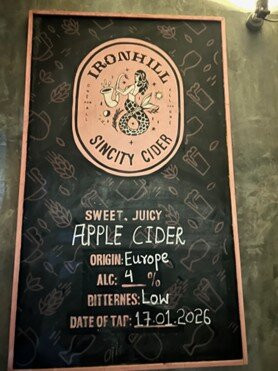 IRONHILL
SINCITY CIDER
SWEET, JUICY
APPLE CIDER
ORIGIN: Europe
ALC: 4 %
BITTERNES: Low
DATE OF TAP: 17.01.2026